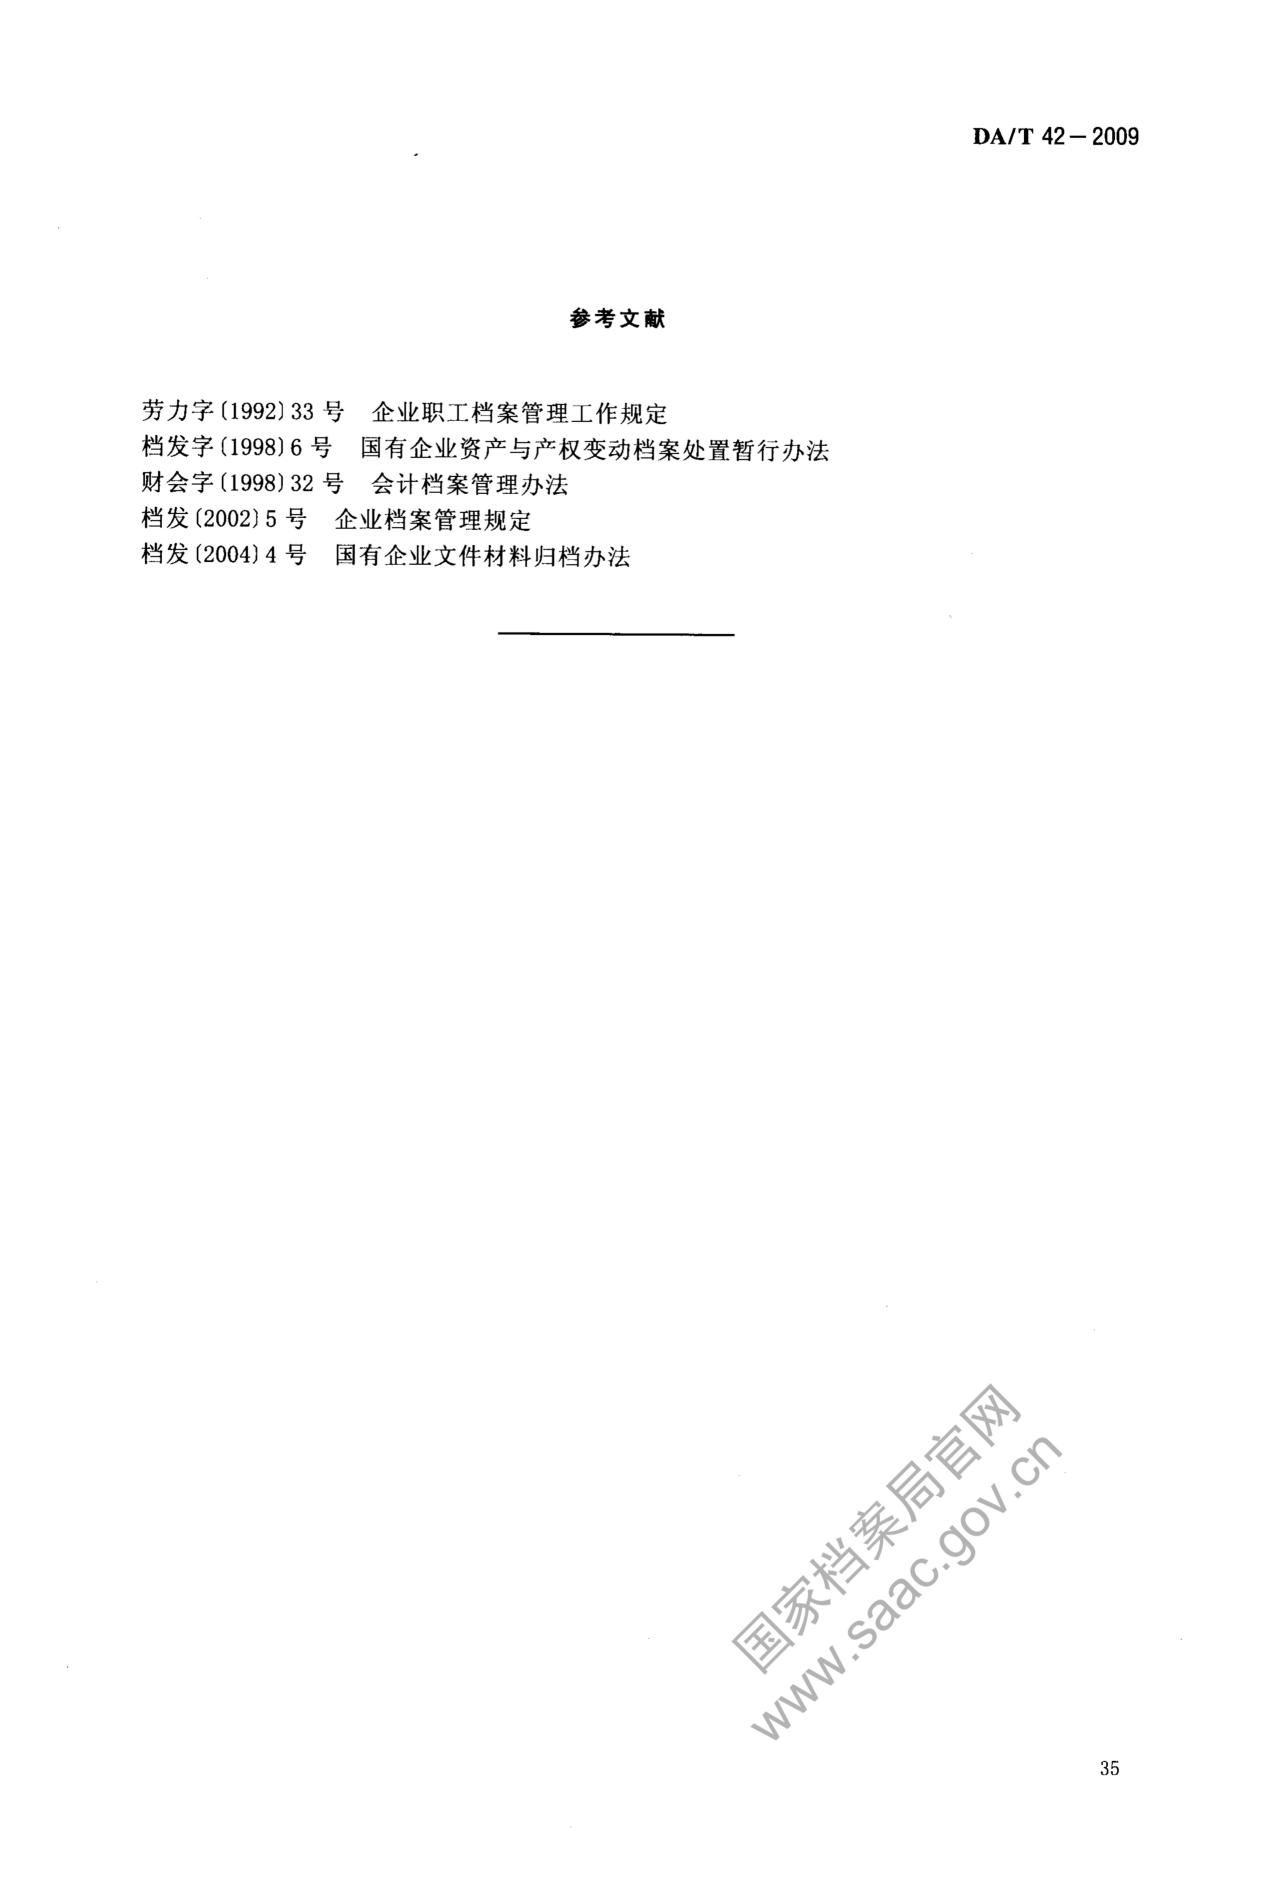 DA/T 42—2009
参考文献
劳力字〔1992〕33 号　企业职工档案管理工作规定
档发字〔1998〕6 号　国有企业资产与产权变动档案处置暂行办法
财会字〔1998〕32 号　会计档案管理办法
档发〔2002〕5 号　企业档案管理规定
档发〔2004〕4 号　国有企业文件材料归档办法
国家档案局官网
www.saac.gov.cn
35